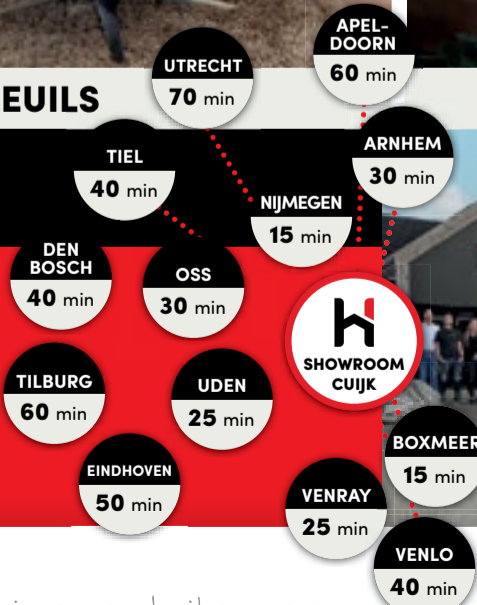 EUILS
UTRECHT
70 min
APEL-
DOORN
60 min
TIEL
40 min
ARNHEM
30 min
NIJMEGEN
15 min
DEN
BOSCH
40 min
OSS
30 min
SHOWROOM
CUIJK
TILBURG
60 min
UDEN
25 min
BOXMEER
15 min
EINDHOVEN
50 min
VENRAY
25 min
VENLO
40 min